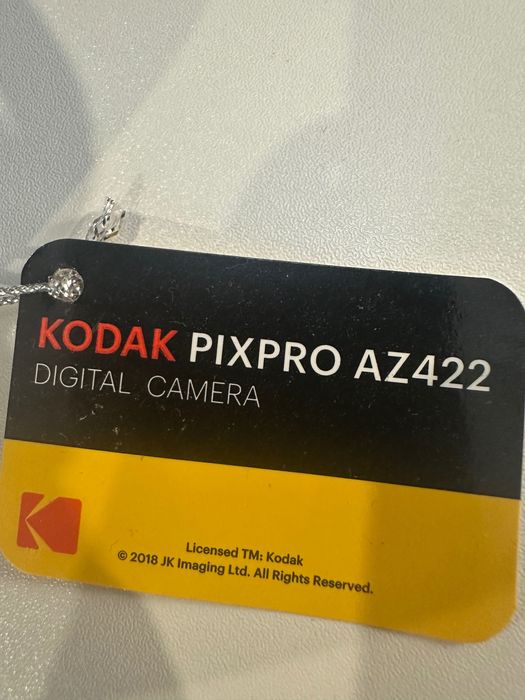 KODAK PIXPRO AZ422
DIGITAL CAMERA
Licensed TM: Kodak
© 2018 JK Imaging Ltd. All Rights Reserved.